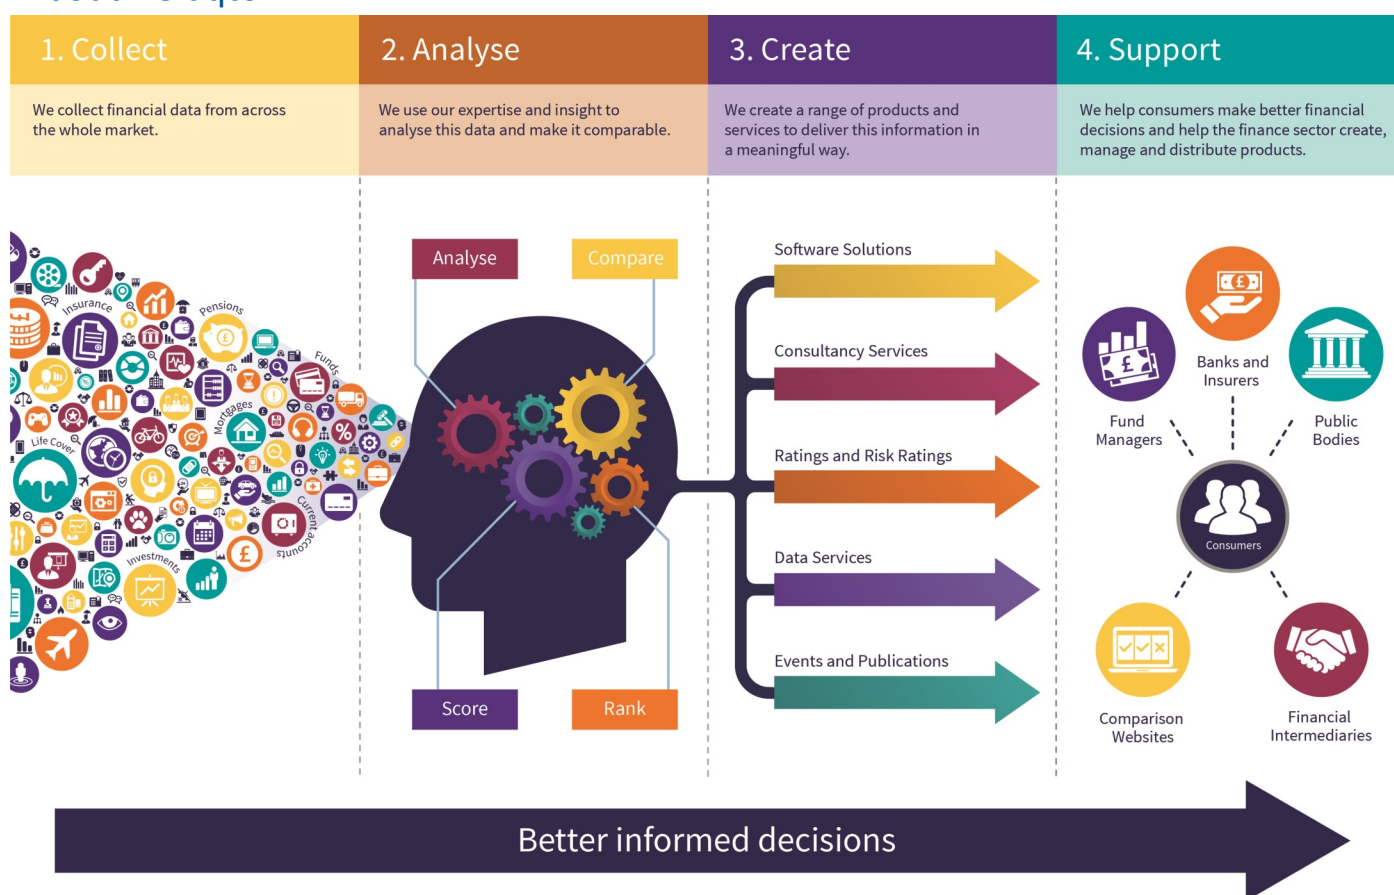 1. Collect
We collect financial data from across
the whole market.
2. Analyse
We use our expertise and insight to
analyse this data and make it comparable.
3. Create
We create a range of products and
services to deliver this information in
a meaningful way.
4. Support
We help consumers make better financial
decisions and help the finance sector create,
manage and distribute products.
Insurance
Pensions
Funds
Mortgages
Life Cover
Current accounts
Investments
Analyse
Compare
Score
Rank
Software Solutions
Consultancy Services
Ratings and Risk Ratings
Data Services
Events and Publications
Fund
Managers
Banks and
Insurers
Public
Bodies
Consumers
Comparison
Websites
Financial
Intermediaries
Better informed decisions